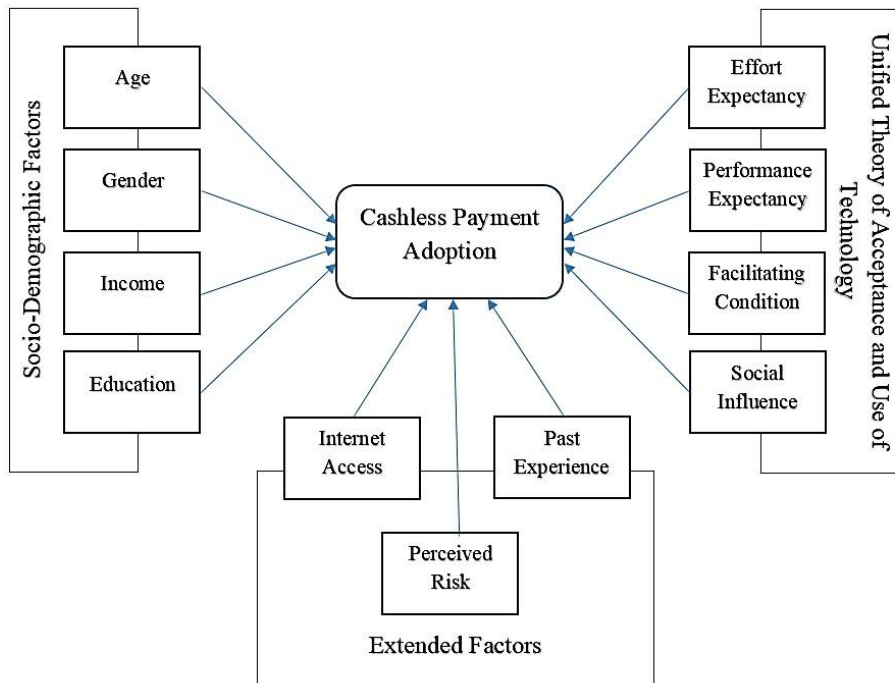 Socio-Demographic Factors
Age
Gender
Income
Education
Cashless Payment
Adoption
Effort
Expectancy
Performance
Expectancy
Facilitating
Condition
Social
Influence
Unified Theory of Acceptance and Use of
Technology
Internet
Access
Past
Experience
Perceived
Risk
Extended Factors